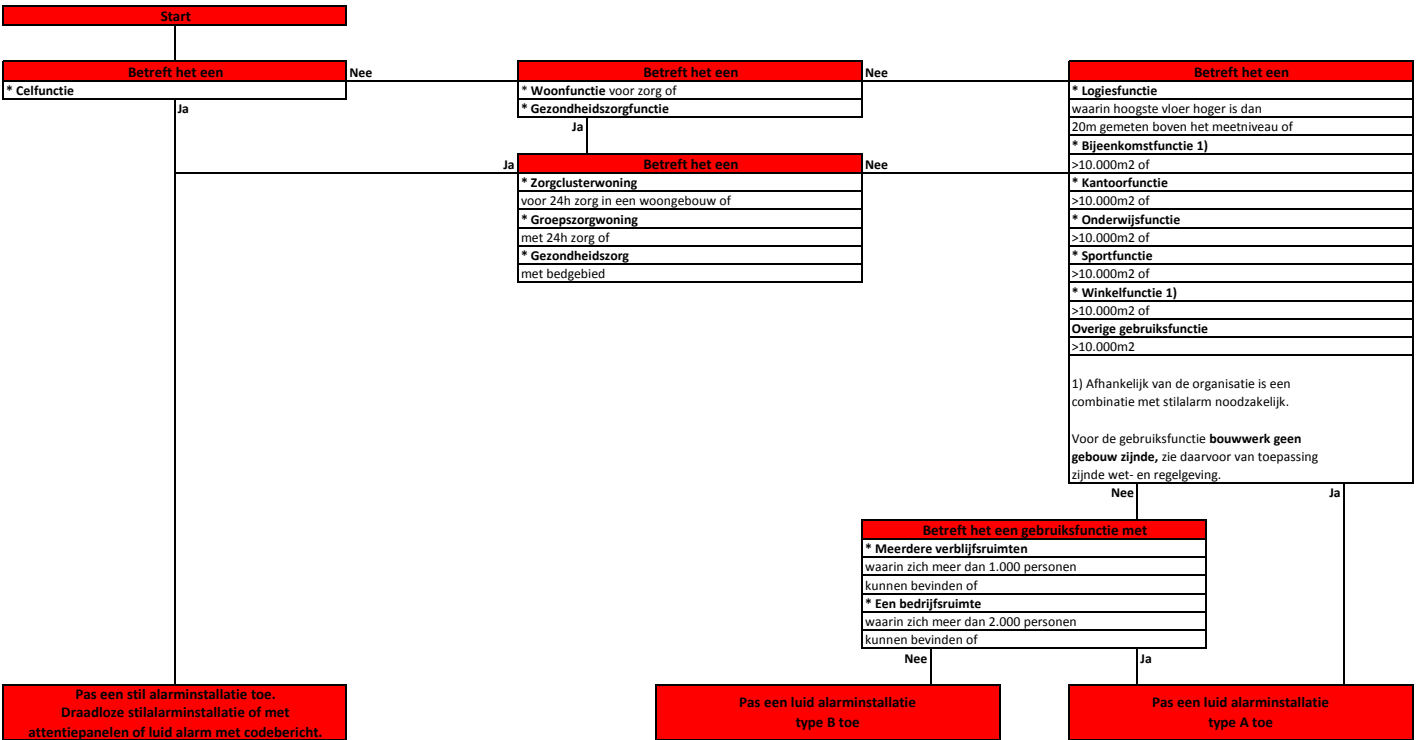 Start
Betreft het een
* Celfunctie
Nee
Ja
Betreft het een
* Woonfunctie voor zorg of
* Gezondheidszorgfunctie
Nee
Ja
Ja
Betreft het een
* Zorgclusterwoning
voor 24h zorg in een woongebouw of
* Groepszorgwoning
met 24h zorg of
* Gezondheidszorg
met bedgebied
Nee
Betreft het een
* Logiesfunctie
waarin hoogste vloer hoger is dan
20m gemeten boven het meetniveau of
* Bijeenkomstfunctie 1)
>10.000m2 of
* Kantoorfunctie
>10.000m2 of
* Onderwijsfunctie
>10.000m2 of
* Sportfunctie
>10.000m2 of
* Winkelfunctie 1)
>10.000m2 of
Overige gebruiksfunctie
>10.000m2
1) Afhankelijk van de organisatie is een
combinatie met stilalarm noodzakelijk.
Voor de gebruiksfunctie bouwwerk geen
gebouw zijnde, zie daarvoor van toepassing
zijnde wet- en regelgeving.
Nee
Ja
Betreft het een gebruiksfunctie met
* Meerdere verblijfsruimten
waarin zich meer dan 1.000 personen
kunnen bevinden of
* Een bedrijfsruimte
waarin zich meer dan 2.000 personen
kunnen bevinden of
Nee
Ja
Pas een stil alarminstallatie toe.
Draadloze stilalarminstallatie of met
attentiepanelen of luid alarm met codebericht.
Pas een luid alarminstallatie
type B toe
Pas een luid alarminstallatie
type A toe